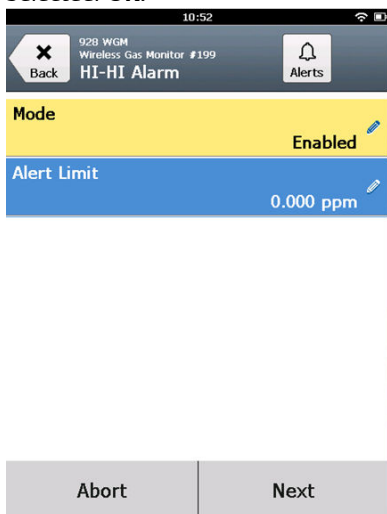 10:52
928 WGM
Wireless Gas Monitor #199
Back HI-HI Alarm
Alerts
Mode
Enabled
Alert Limit
0.000 ppm
Abort Next